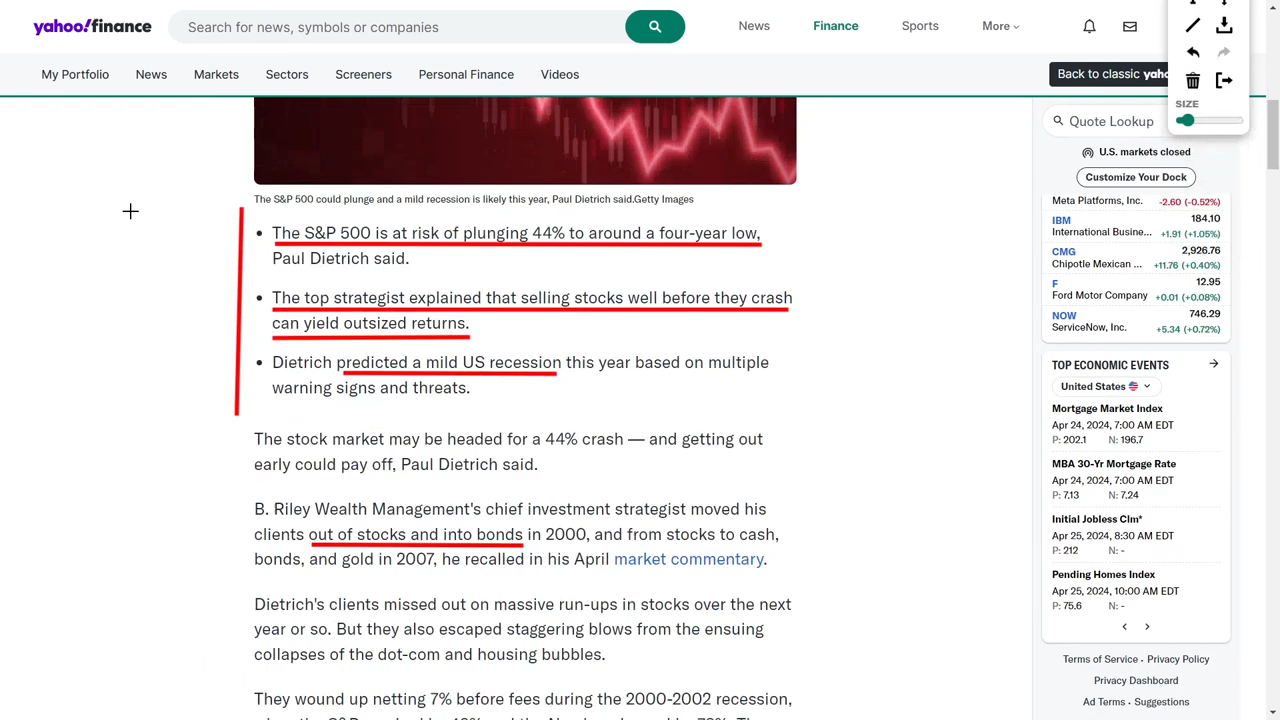 yahoo!finance
Search for news, symbols or companies
News
Finance
Sports
More
My Portfolio
News
Markets
Sectors
Screeners
Personal Finance
Videos
Back to classic
SIZE
The S&P 500 could plunge and a mild recession is likely this year, Paul Dietrich said.Getty Images
• The S&P 500 is at risk of plunging 44% to around a four-year low,
Paul Dietrich said.
• The top strategist explained that selling stocks well before they crash
can yield outsized returns.
• Dietrich predicted a mild US recession this year based on multiple
warning signs and threats.
The stock market may be headed for a 44% crash — and getting out
early could pay off, Paul Dietrich said.
B. Riley Wealth Management's chief investment strategist moved his
clients out of stocks and into bonds in 2000, and from stocks to cash,
bonds, and gold in 2007, he recalled in his April market commentary.
Dietrich's clients missed out on massive run-ups in stocks over the next
year or so. But they also escaped staggering blows from the ensuing
collapses of the dot-com and housing bubbles.
They wound up netting 7% before fees during the 2000-2002 recession,
Quote Lookup
U.S. markets closed
Customize Your Dock
Meta Platforms, Inc. -2.60 (-0.52%)
IBM 184.10
International Busine... +1.91 (+1.05%)
CMG 2,926.76
Chipotle Mexican ... +11.76 (+0.40%)
F 12.95
Ford Motor Company +0.01 (+0.08%)
NOW 746.29
ServiceNow, Inc. +5.34 (+0.72%)
TOP ECONOMIC EVENTS
United States
Mortgage Market Index
Apr 24, 2024, 7:00 AM EDT
P: 202.1 N: 196.7
MBA 30-Yr Mortgage Rate
Apr 24, 2024, 7:00 AM EDT
P: 7.13 N: 7.24
Initial Jobless Clm*
Apr 25, 2024, 8:30 AM EDT
P: 212 N: -
Pending Homes Index
Apr 25, 2024, 10:00 AM EDT
P: 75.6 N: -
Terms of Service • Privacy Policy
Privacy Dashboard
Ad Terms • Suggestions